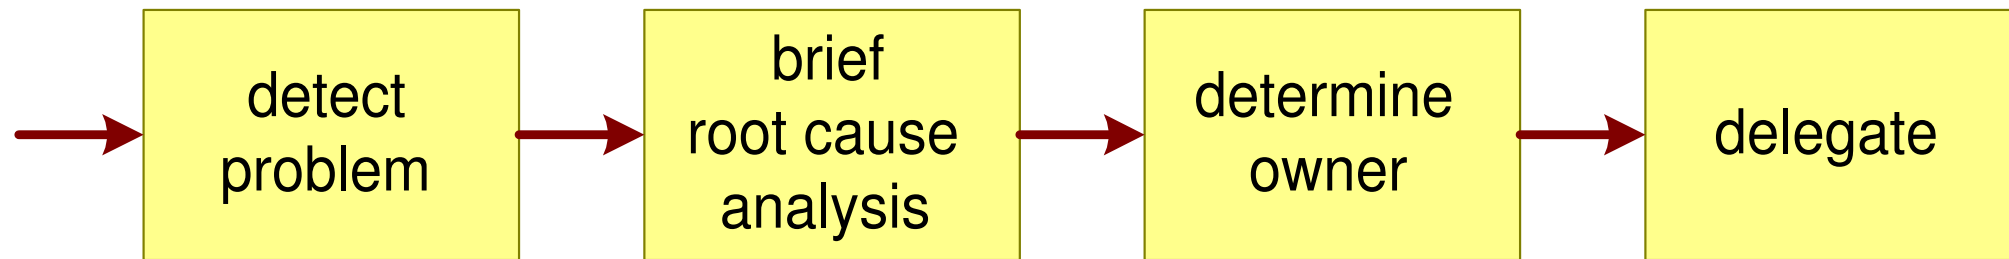 detect
problem
brief
root cause
analysis
determine
owner
delegate